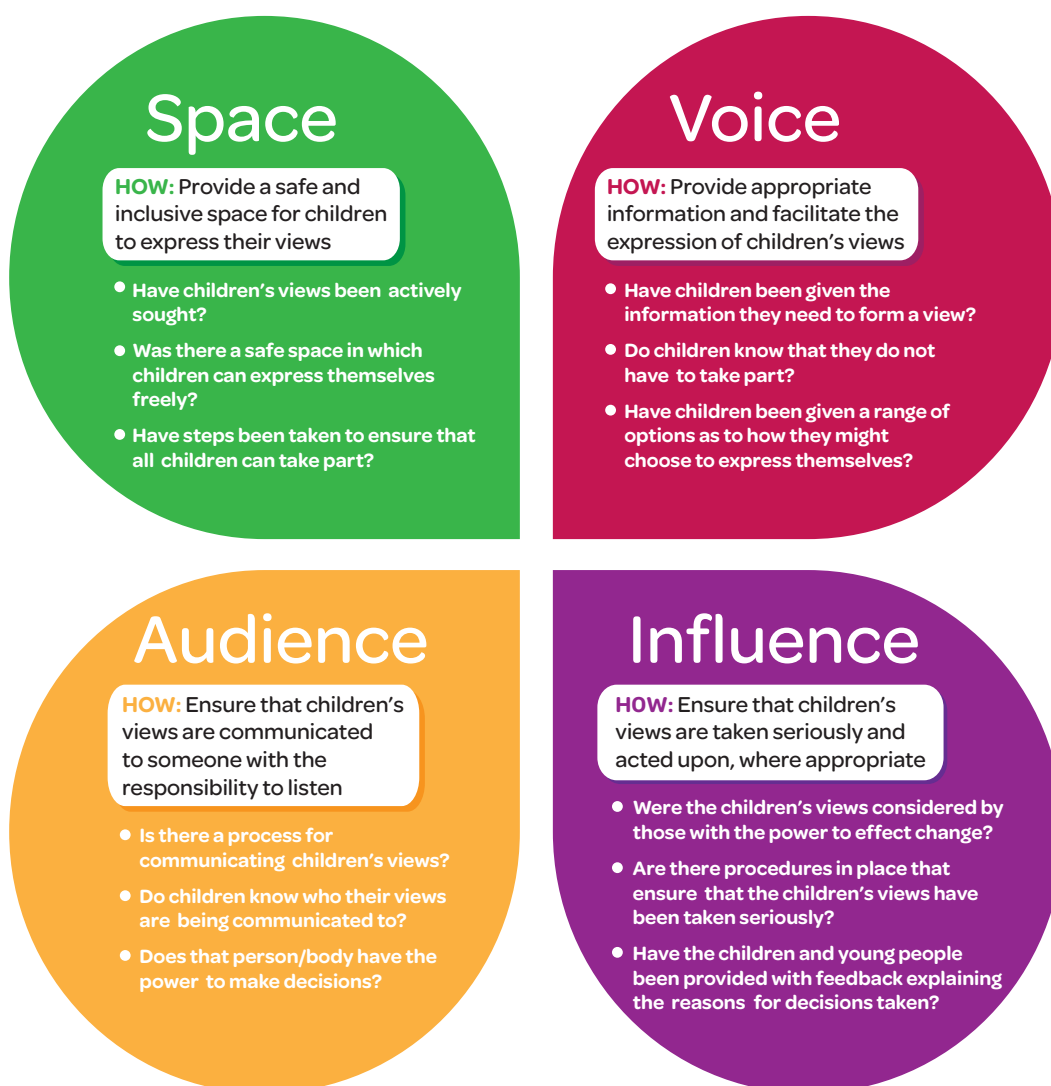 Space
HOW: Provide a safe and
inclusive space for children
to express their views
• Have children's views been actively
sought?
• Was there a safe space in which
children can express themselves
freely?
• Have steps been taken to ensure that
all children can take part?
Voice
HOW: Provide appropriate
information and facilitate the
expression of children's views
• Have children been given the
information they need to form a view?
• Do children know that they do not
have to take part?
• Have children been given a range of
options as to how they might
choose to express themselves?
Audience
HOW: Ensure that children's
views are communicated
to someone with the
responsibility to listen
• Is there a process for
communicating children's views?
• Do children know who their views
are being communicated to?
• Does that person/body have the
power to make decisions?
Influence
HOW: Ensure that children's
views are taken seriously and
acted upon, where appropriate
• Were the children's views considered by
those with the power to effect change?
• Are there procedures in place that
ensure that the children's views have
been taken seriously?
• Have the children and young people
been provided with feedback explaining
the reasons for decisions taken?